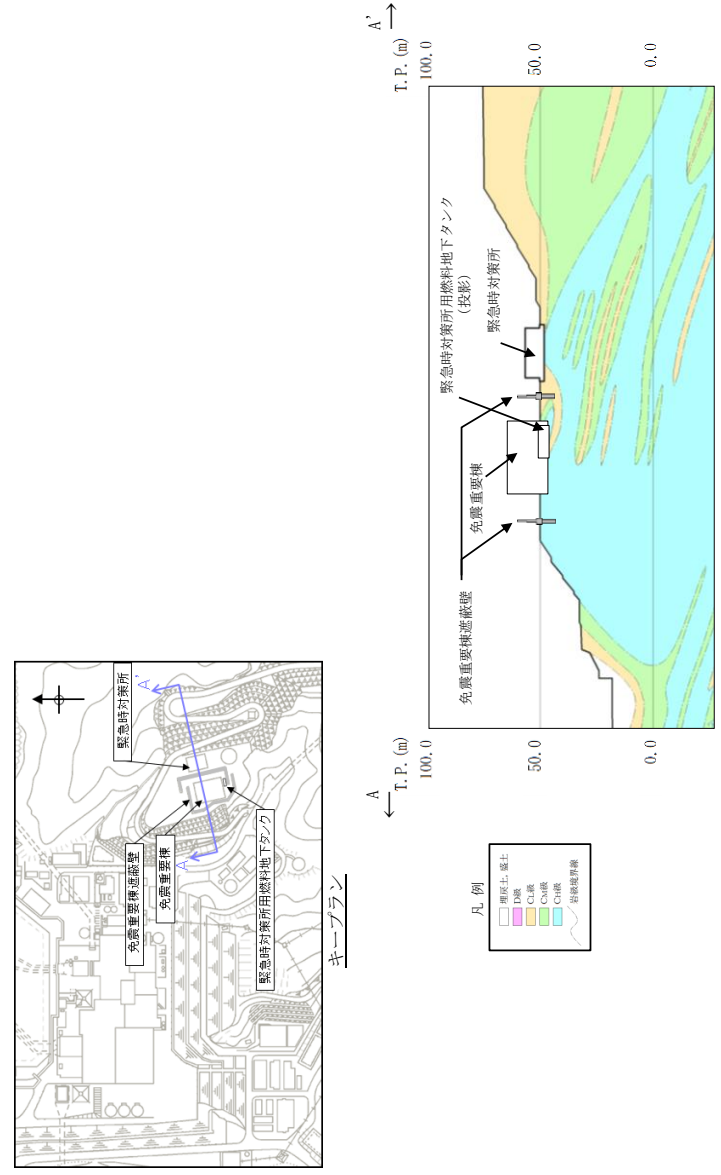 A'
T.P. (m)
100.0
50.0
0.0
緊急時対策所用燃料地下タンク
(投影)
緊急時対策所
免震重要棟
免震重要棟遮蔽壁
A
T.P. (m)
100.0
50.0
0.0
凡 例
埋戻土, 盛土
D級
CL級
CM級
CH級
岩級境界線
緊急時対策所
A'
免震重要棟遮蔽壁
免震重要棟
A
緊急時対策所用燃料地下タンク
キープラン